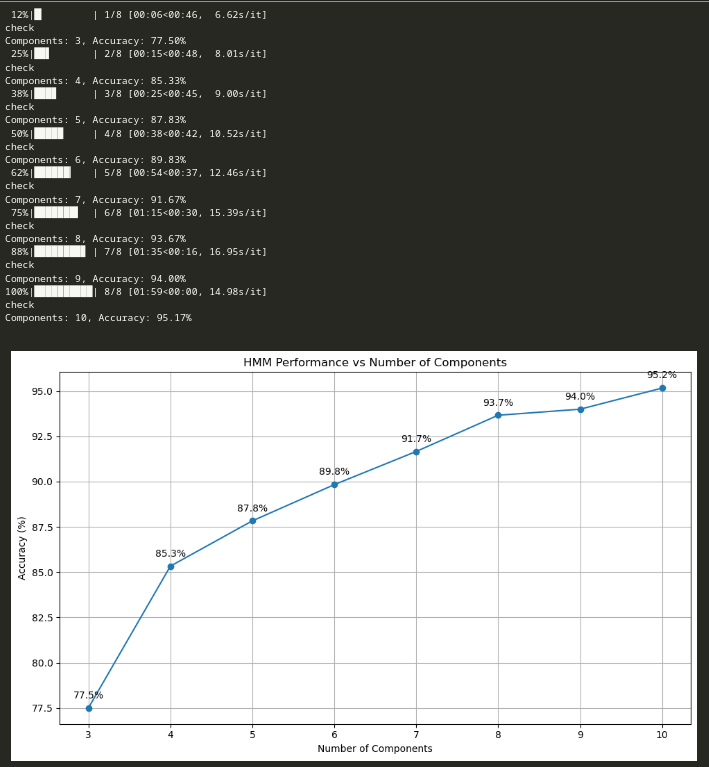 12%|█         | 1/8 [00:06<00:46,  6.62s/it]
check
Components: 3, Accuracy: 77.50%
25%|██        | 2/8 [00:15<00:48,  8.01s/it]
check
Components: 4, Accuracy: 85.33%
38%|███       | 3/8 [00:25<00:45,  9.00s/it]
check
Components: 5, Accuracy: 87.83%
50%|█████     | 4/8 [00:38<00:42, 10.52s/it]
check
Components: 6, Accuracy: 89.83%
62%|██████    | 5/8 [00:54<00:37, 12.46s/it]
check
Components: 7, Accuracy: 91.67%
75%|███████   | 6/8 [01:15<00:30, 15.39s/it]
check
Components: 8, Accuracy: 93.67%
88%|████████  | 7/8 [01:35<00:16, 16.95s/it]
check
Components: 9, Accuracy: 94.00%
100%|██████████| 8/8 [01:59<00:00, 14.98s/it]
check
Components: 10, Accuracy: 95.17%
HMM Performance vs Number of Components
95.2%
94.0%
93.7%
91.7%
89.8%
87.8%
85.3%
77.5%
Accuracy (%)
95.0
92.5
90.0
87.5
85.0
82.5
80.0
77.5
3 4 5 6 7 8 9 10
Number of Components